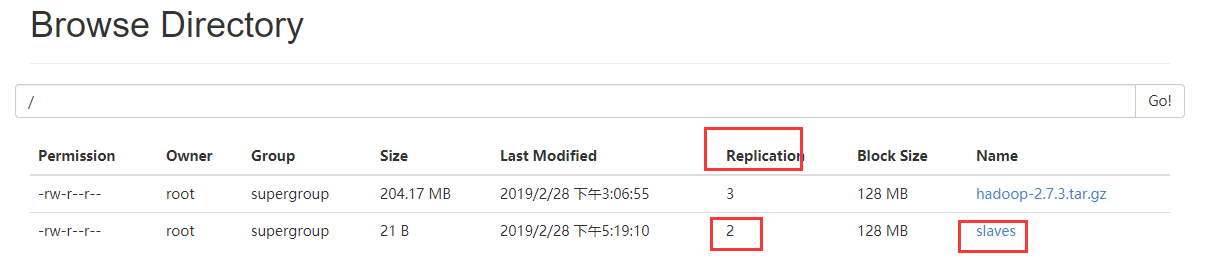 Browse Directory
/ Go!
Permission Owner Group Size Last Modified Replication Block Size Name
-rw-r--r-- root supergroup 204.17 MB 2019/2/28 下午3:06:55 3 128 MB hadoop-2.7.3.tar.gz
-rw-r--r-- root supergroup 21 B 2019/2/28 下午5:19:10 2 128 MB slaves